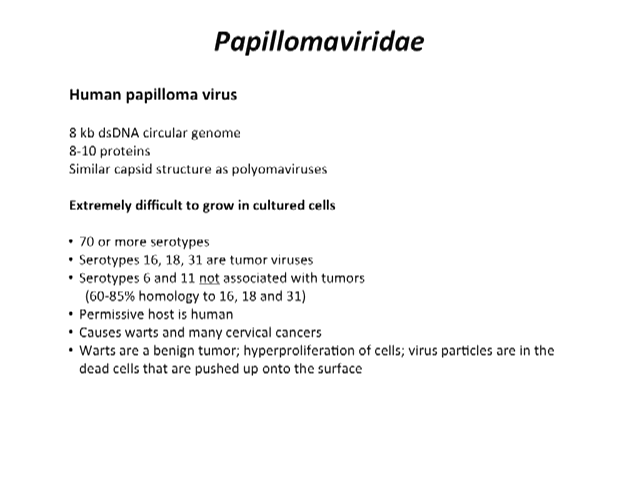 Papillomaviridae
Human papilloma virus
8 kb dsDNA circular genome
8-10 proteins
Similar capsid structure as polyomaviruses
Extremely difficult to grow in cultured cells
• 70 or more serotypes
• Serotypes 16, 18, 31 are tumor viruses
• Serotypes 6 and 11 not associated with tumors
(60-85% homology to 16, 18 and 31)
• Permissive host is human
• Causes warts and many cervical cancers
• Warts are a benign tumor; hyperproliferation of cells; virus particles are in the
dead cells that are pushed up onto the surface